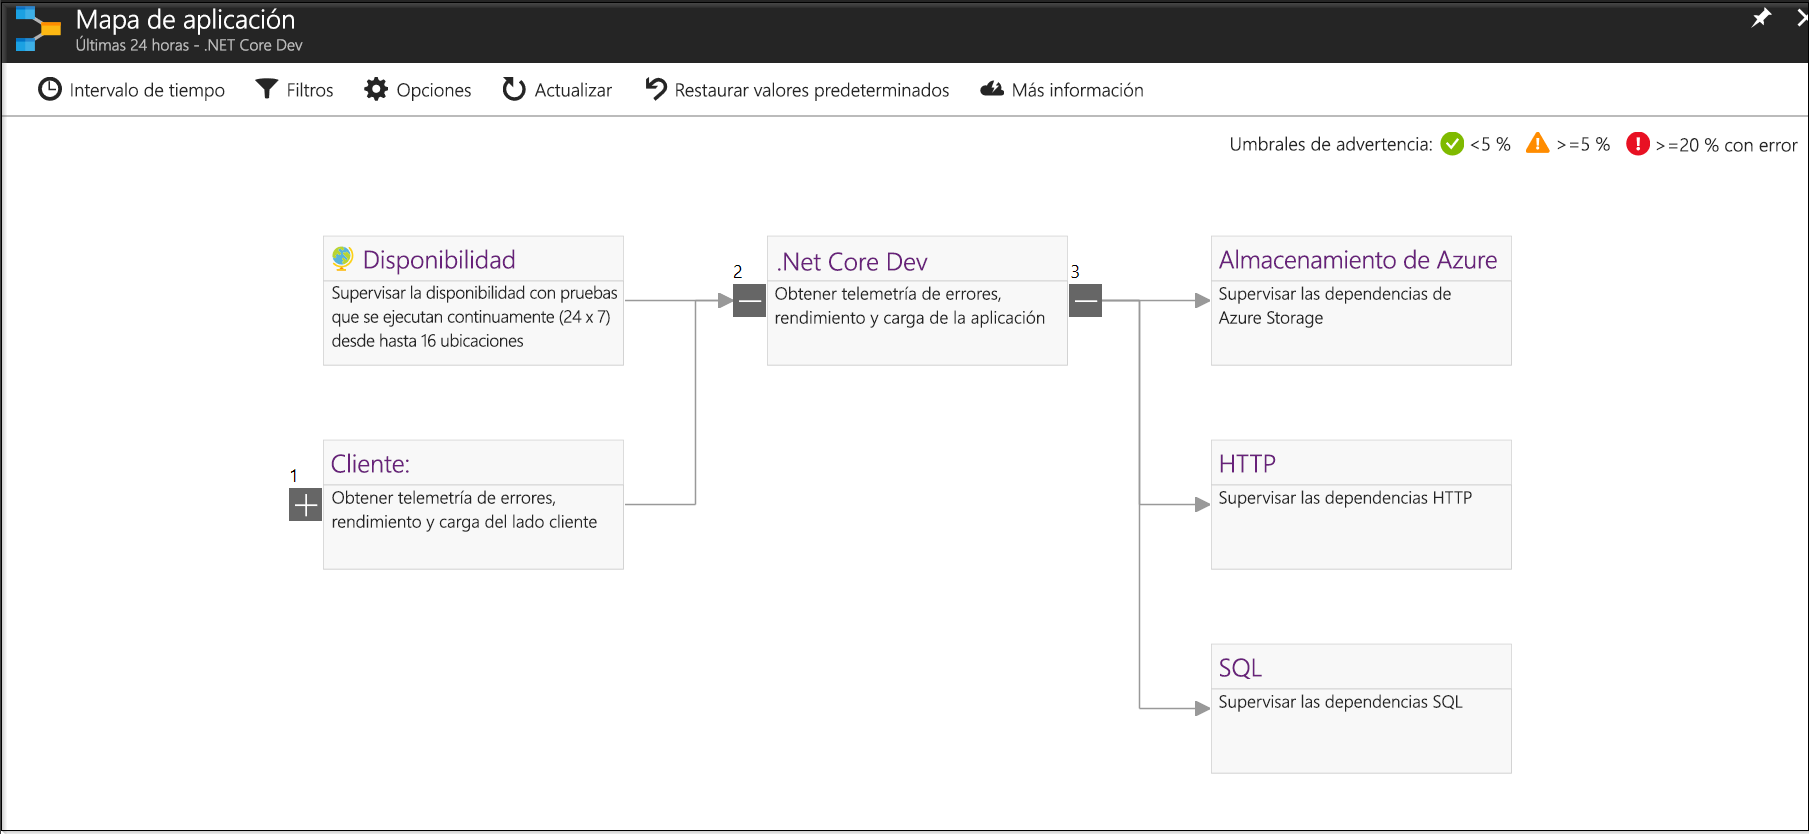 Mapa de aplicación
Últimas 24 horas - .NET Core Dev
Intervalo de tiempo
Filtros
Opciones
Actualizar
Restaurar valores predeterminados
Más información
Umbrales de advertencia: <5 % >=5 % >=20 % con error
Disponibilidad
Supervisar la disponibilidad con pruebas
que se ejecutan continuamente (24 x 7)
desde hasta 16 ubicaciones
2
.Net Core Dev
Obtener telemetría de errores,
rendimiento y carga de la aplicación
3
Almacenamiento de Azure
Supervisar las dependencias de
Azure Storage
1
Cliente:
Obtener telemetría de errores,
rendimiento y carga del lado cliente
HTTP
Supervisar las dependencias HTTP
SQL
Supervisar las dependencias SQL